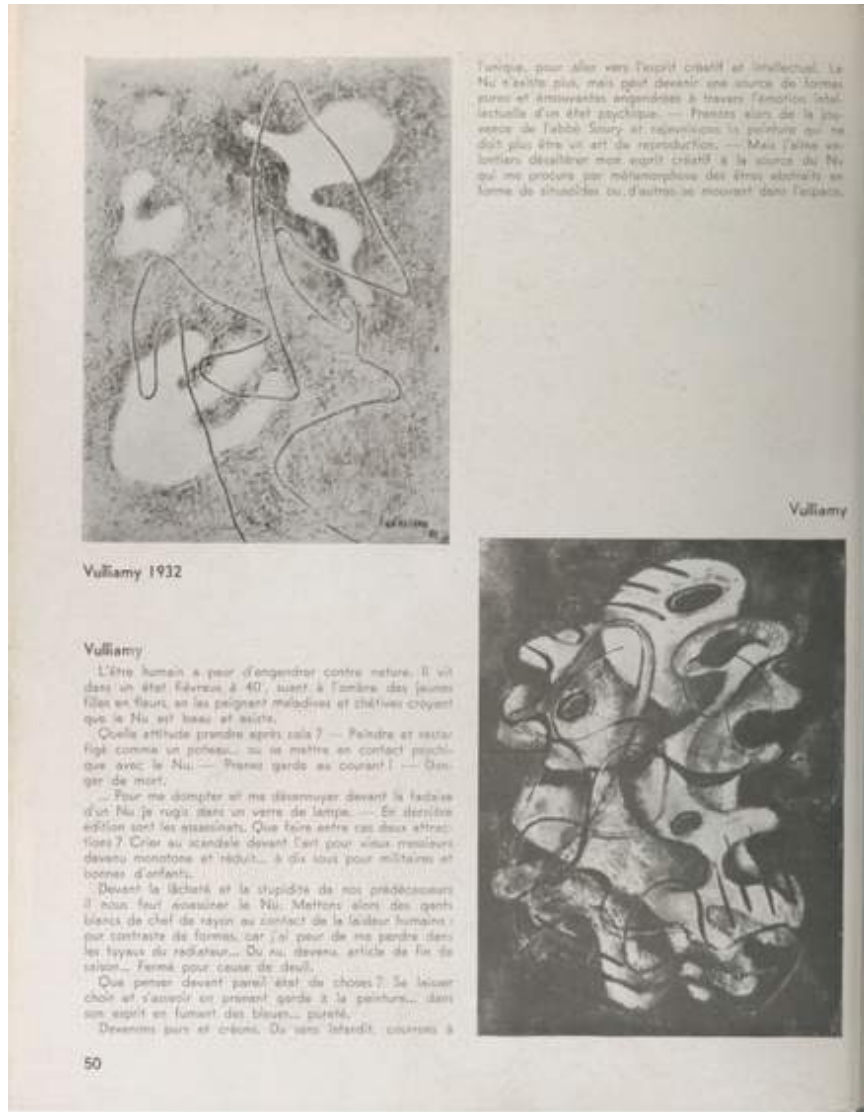 Vulliamy 1932
Vulliamy
L'être humain a peur d'engendrer contre nature. Il vit
dans un état fiévreux à 40°, suant à l'ombre des jeunes
filles en fleurs, en les peignant maladives et chétives croyant
que le Nu est beau et existe.
Quelle attitude prendre après cela ? — Peindre et rester
figé comme un poteau... ou se mettre en contact psychi-
que avec le Nu. — Prenez garde au courant ! — Dan-
ger de mort.
... Pour me dompter et me désennuyer devant la fadaise
d'un Nu je rugis dans un verre de lampe. — En dernière
édition sont les assassinats. Que faire entre ces deux attrac-
tions ? Crier au scandale devant l'art pour vieux messieurs
devenu monotone et réduit... à dix sous pour militaires et
bonnes d'enfants.
Devant la lâcheté et la stupidité de nos prédécesseurs
il nous faut assassiner le Nu. Mettons alors des gants
blancs de chef de rayon au contact de la laideur humaine :
pur contraste de formes, car j'ai peur de me perdre dans
les tuyaux du radiateur... Du nu, devenu, article de fin de
saison... Fermé pour cause de deuil.
Que penser devant pareil état de choses ? Se laisser
choir et s'asseoir en prenant garde à la peinture... dans
son esprit en fumant des bleues... pureté.
Devenons purs et créons. Du sens interdit, courrons à
l'unique, pour aller vers l'esprit créatif et intellectuel. Le
Nu n'existe plus, mais peut devenir une source de formes
pures et émouvantes engendrées à travers l'émotion intel-
lectuelle d'un état psychique. — Prenons alors de la jou-
vence de l'abbé Soury et rajeunissons la peinture qui ne
doit plus être un art de reproduction. — Mais j'aime vo-
lontiers désaltérer mon esprit créatif à la source du Nu
qui me procure par métamorphose des êtres abstraits en
forme de sinusoïdes ou d'autres se mouvant dans l'espace.
Vulliamy
50